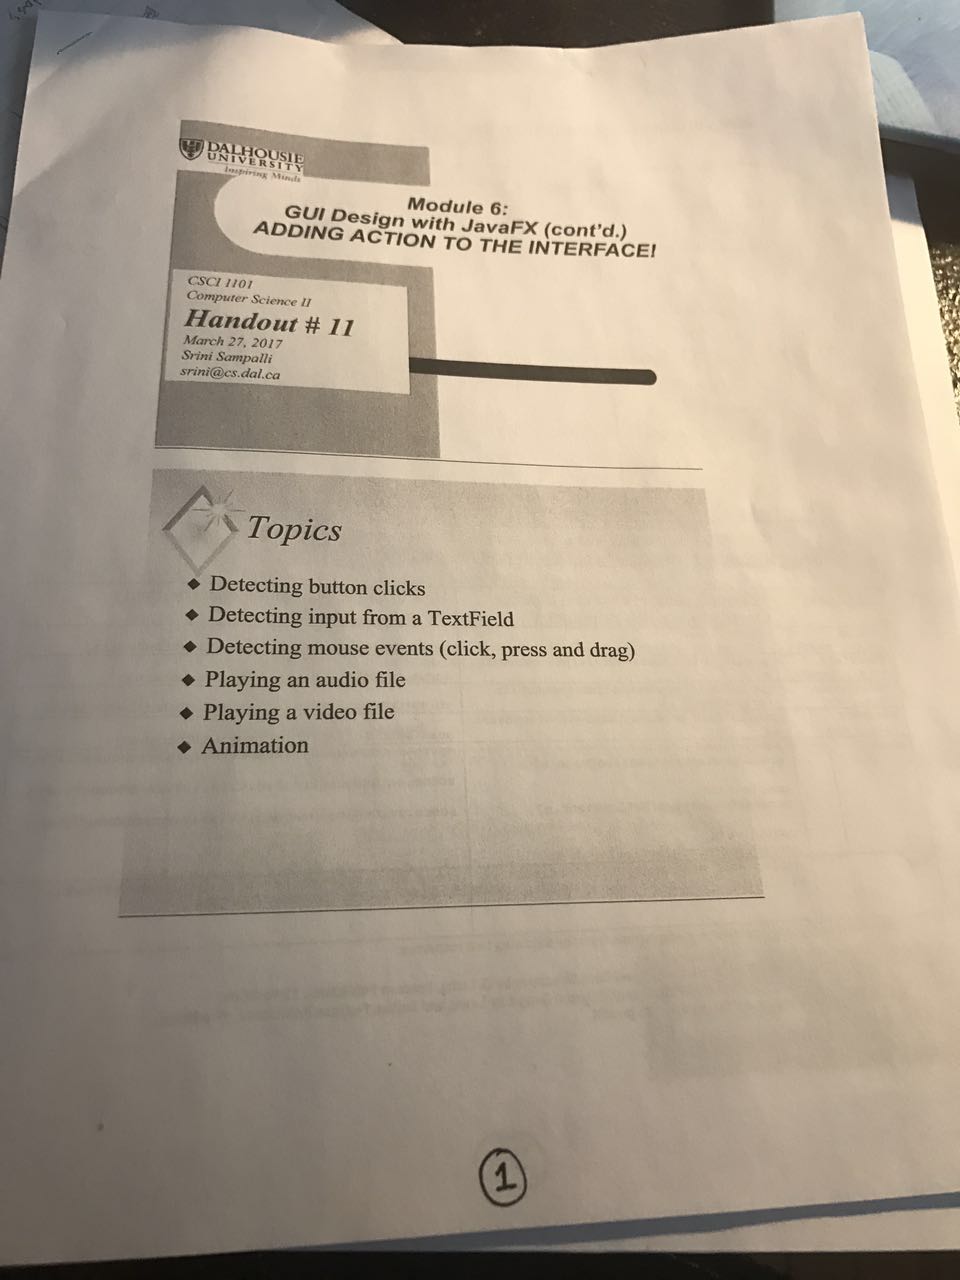 DALHOUSIE
UNIVERSITY
Inspiring Minds
Module 6:
GUI Design with JavaFX (cont'd.)
ADDING ACTION TO THE INTERFACE!
CSCI 1101
Computer Science II
Handout # 11
March 27, 2017
Srini Sampalli
srini@cs.dal.ca
Topics
◆ Detecting button clicks
◆ Detecting input from a TextField
◆ Detecting mouse events (click, press and drag)
◆ Playing an audio file
◆ Playing a video file
◆ Animation
1